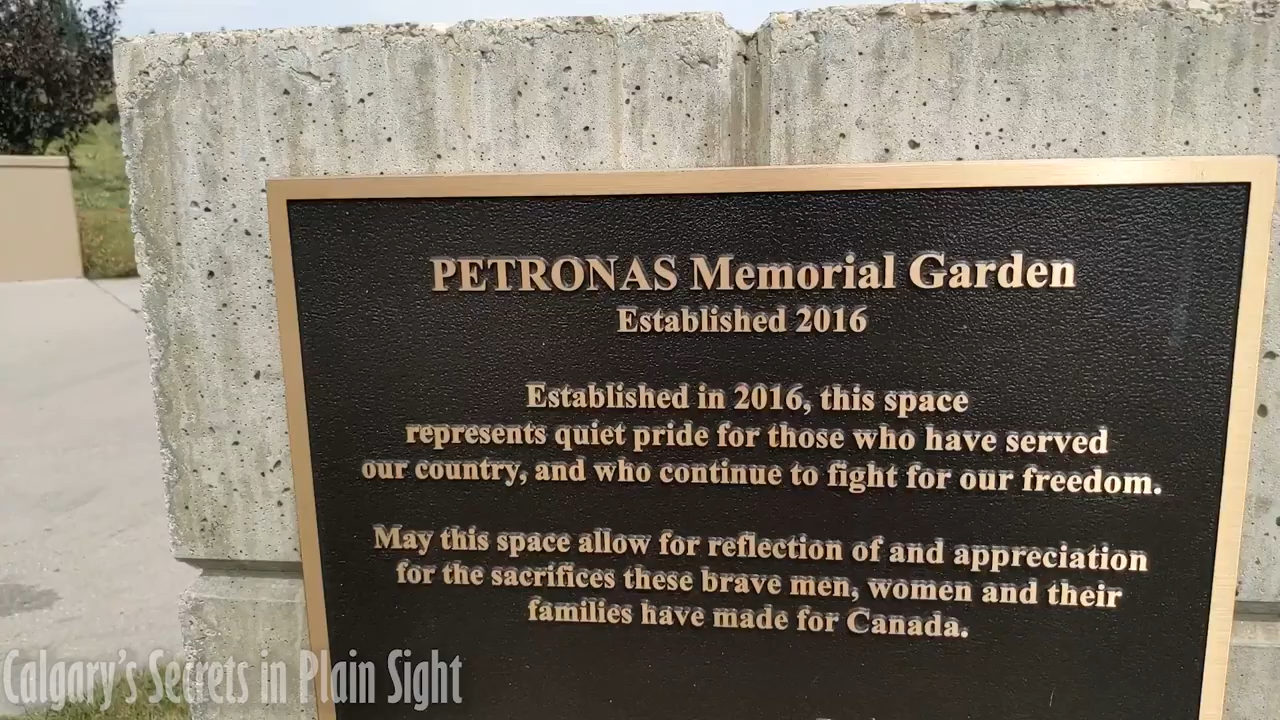 PETRONAS Memorial Garden
Established 2016
Established in 2016, this space
represents quiet pride for those who have served
our country, and who continue to fight for our freedom.
May this space allow for reflection of and appreciation
for the sacrifices these brave men, women and their
families have made for Canada.
Calgary's Secrets in Plain Sight